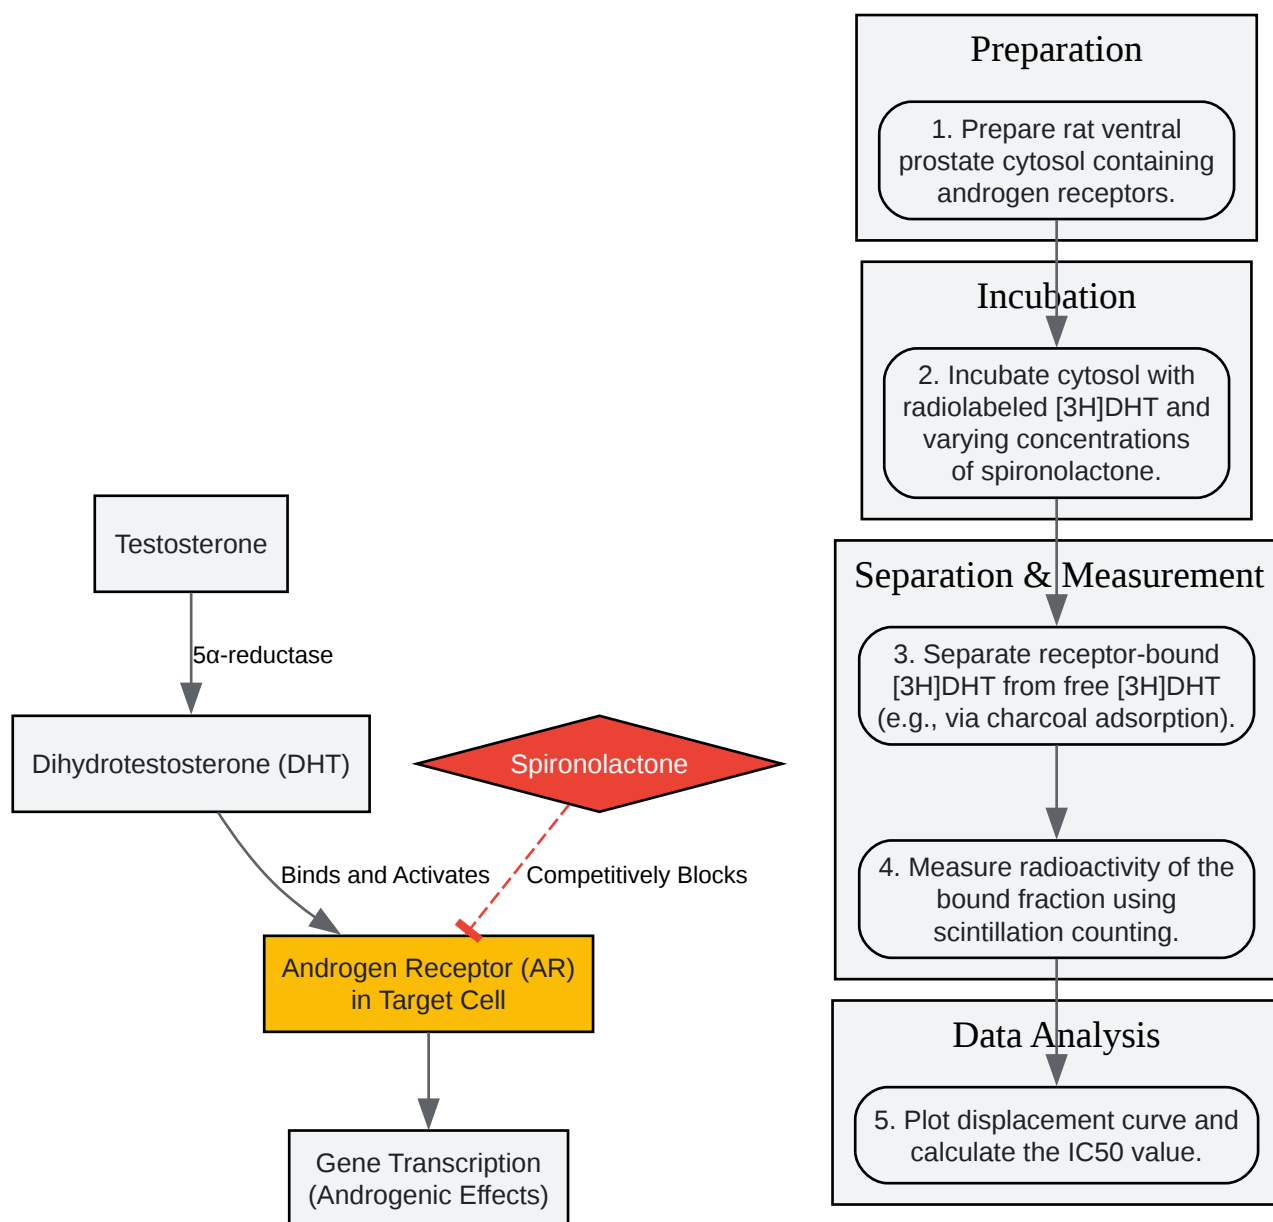 Testosterone
5α-reductase
Dihydrotestosterone (DHT)
Spironolactone
Binds and Activates
Competitively Blocks
Androgen Receptor (AR)
in Target Cell
Gene Transcription
(Androgenic Effects)
Preparation
1. Prepare rat ventral
prostate cytosol containing
androgen receptors.
Incubation
2. Incubate cytosol with
radiolabeled [3H]DHT and
varying concentrations
of spironolactone.
Separation & Measurement
3. Separate receptor-bound
[3H]DHT from free [3H]DHT
(e.g., via charcoal adsorption).
4. Measure radioactivity of the
bound fraction using
scintillation counting.
Data Analysis
5. Plot displacement curve and
calculate the IC50 value.